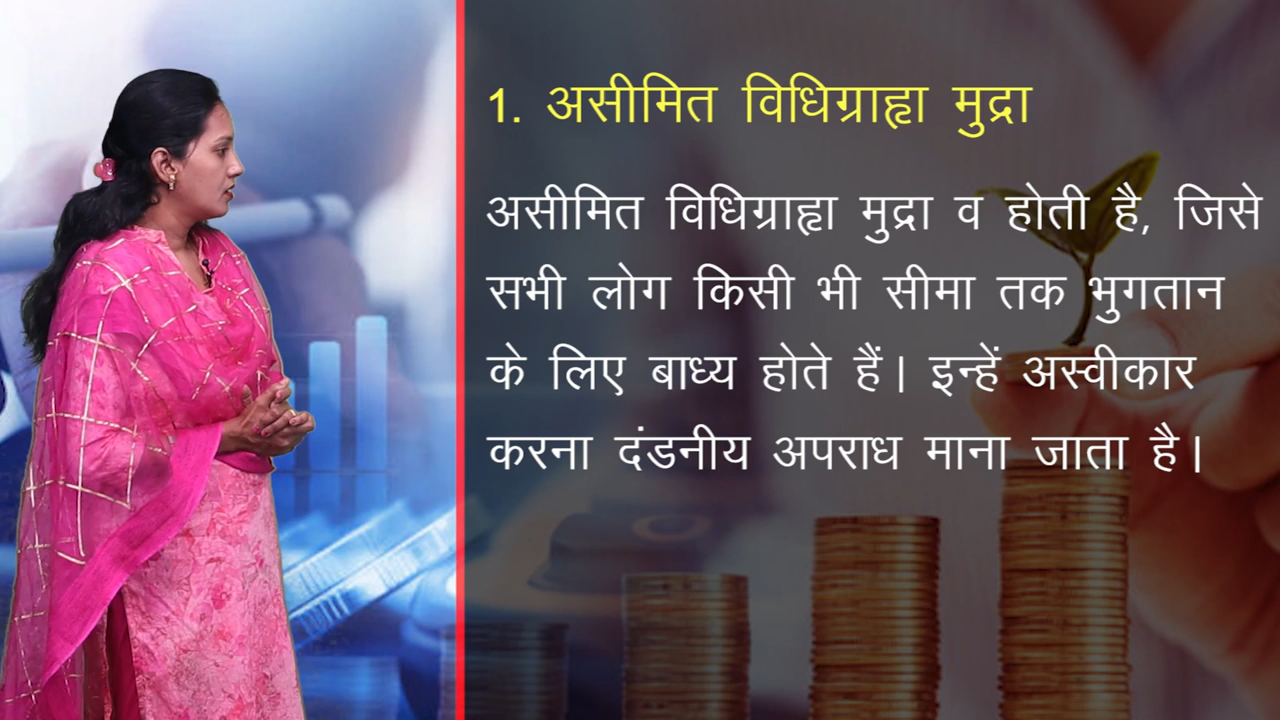 1. असीमित विधिग्राह्य मुद्रा
असीमित विधिग्राह्य मुद्रा व होती है, जिसे
सभी लोग किसी भी सीमा तक भुगतान
के लिए बाध्य होते हैं। इन्हें अस्वीकार
करना दंडनीय अपराध माना जाता है।